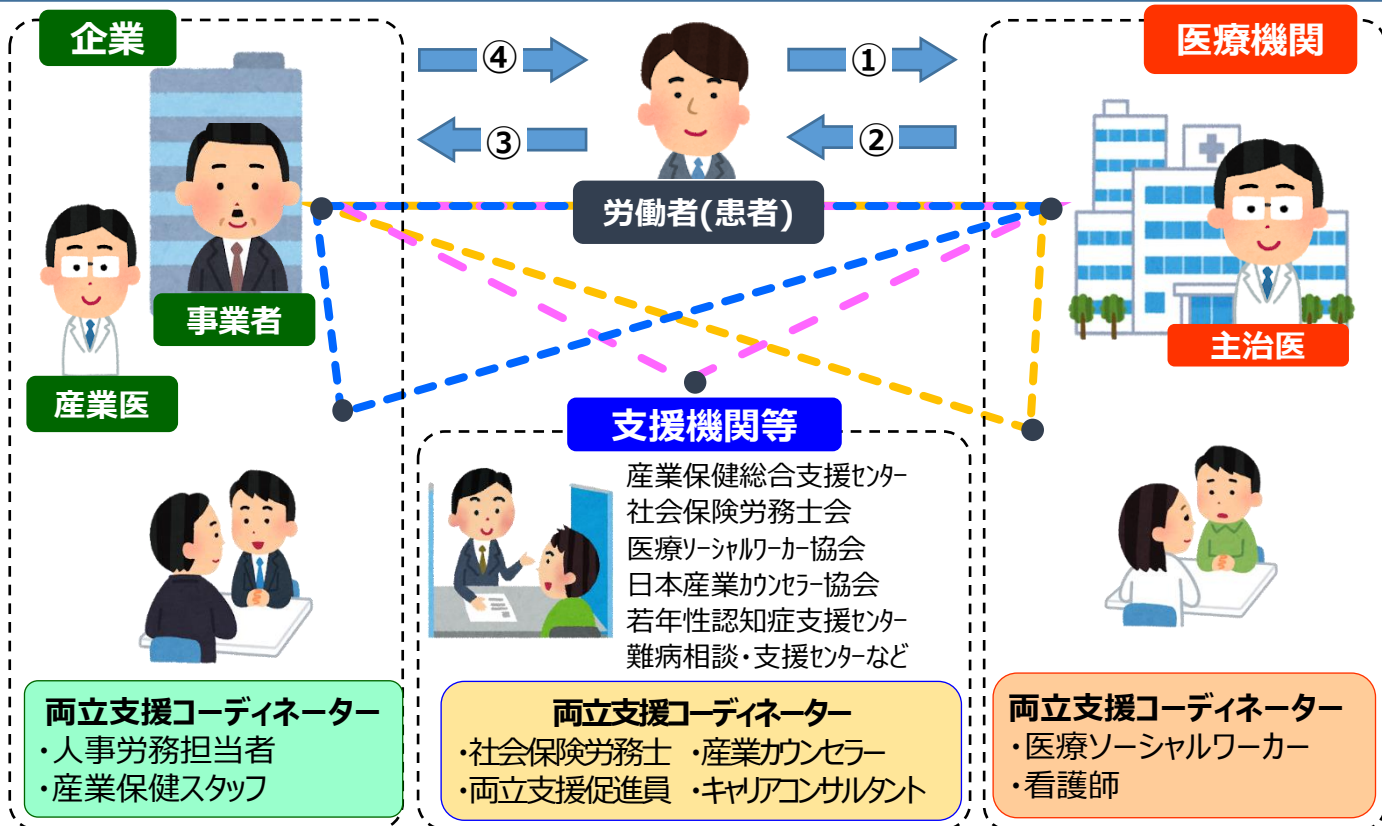 企業
医療機関
④
①
③
②
労働者(患者)
事業者
主治医
産業医
支援機関等
産業保健総合支援ｾﾝﾀｰ
社会保険労務士会
医療ｿｰｼｬﾙﾜｰｶｰ協会
日本産業ｶｳﾝｾﾗｰ協会
若年性認知症支援ｾﾝﾀｰ
難病相談・支援ｾﾝﾀｰなど
両立支援コーディネーター
・人事労務担当者
・産業保健スタッフ
両立支援コーディネーター
・社会保険労務士 ・産業カウンセラー
・両立支援促進員 ・キャリアコンサルタント
両立支援コーディネーター
・医療ソーシャルワーカー
・看護師